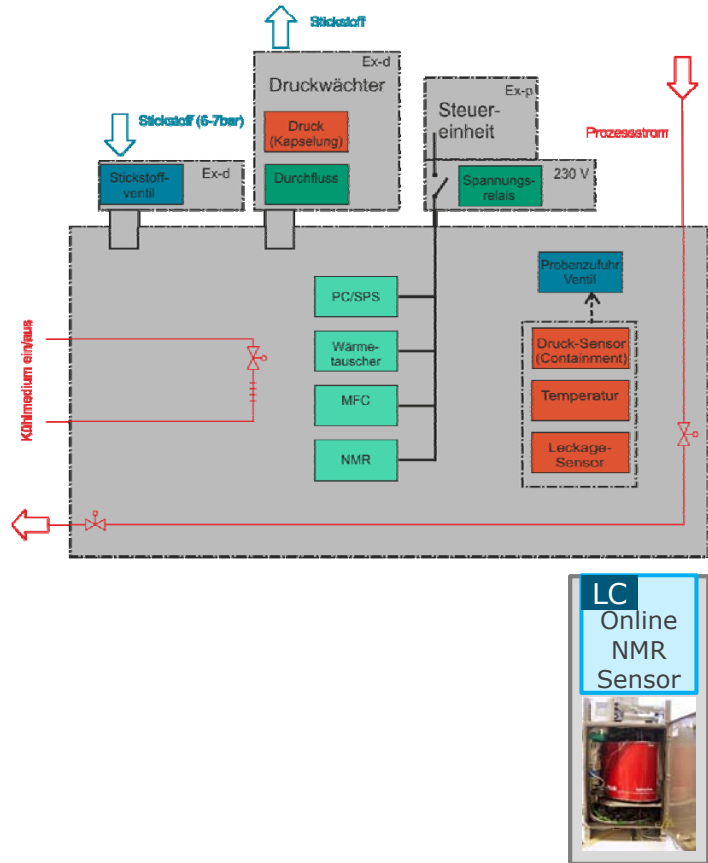 Stickstoff
Ex-d
Druckwächter
Druck
(Kapselung)
Durchfluss
Stickstoff (6-7bar)
Stickstoff-
ventil
Ex-d
Ex-p
Steuer-
einheit
230 V
Spannungs-
relais
Prozessstrom
PC/SPS
Wärme-
tauscher
MFC
NMR
Probenzufuhr
Ventil
Druck-Sensor
(Containment)
Temperatur
Leckage-
Sensor
Kühlmedium ein/aus
LC
Online
NMR
Sensor